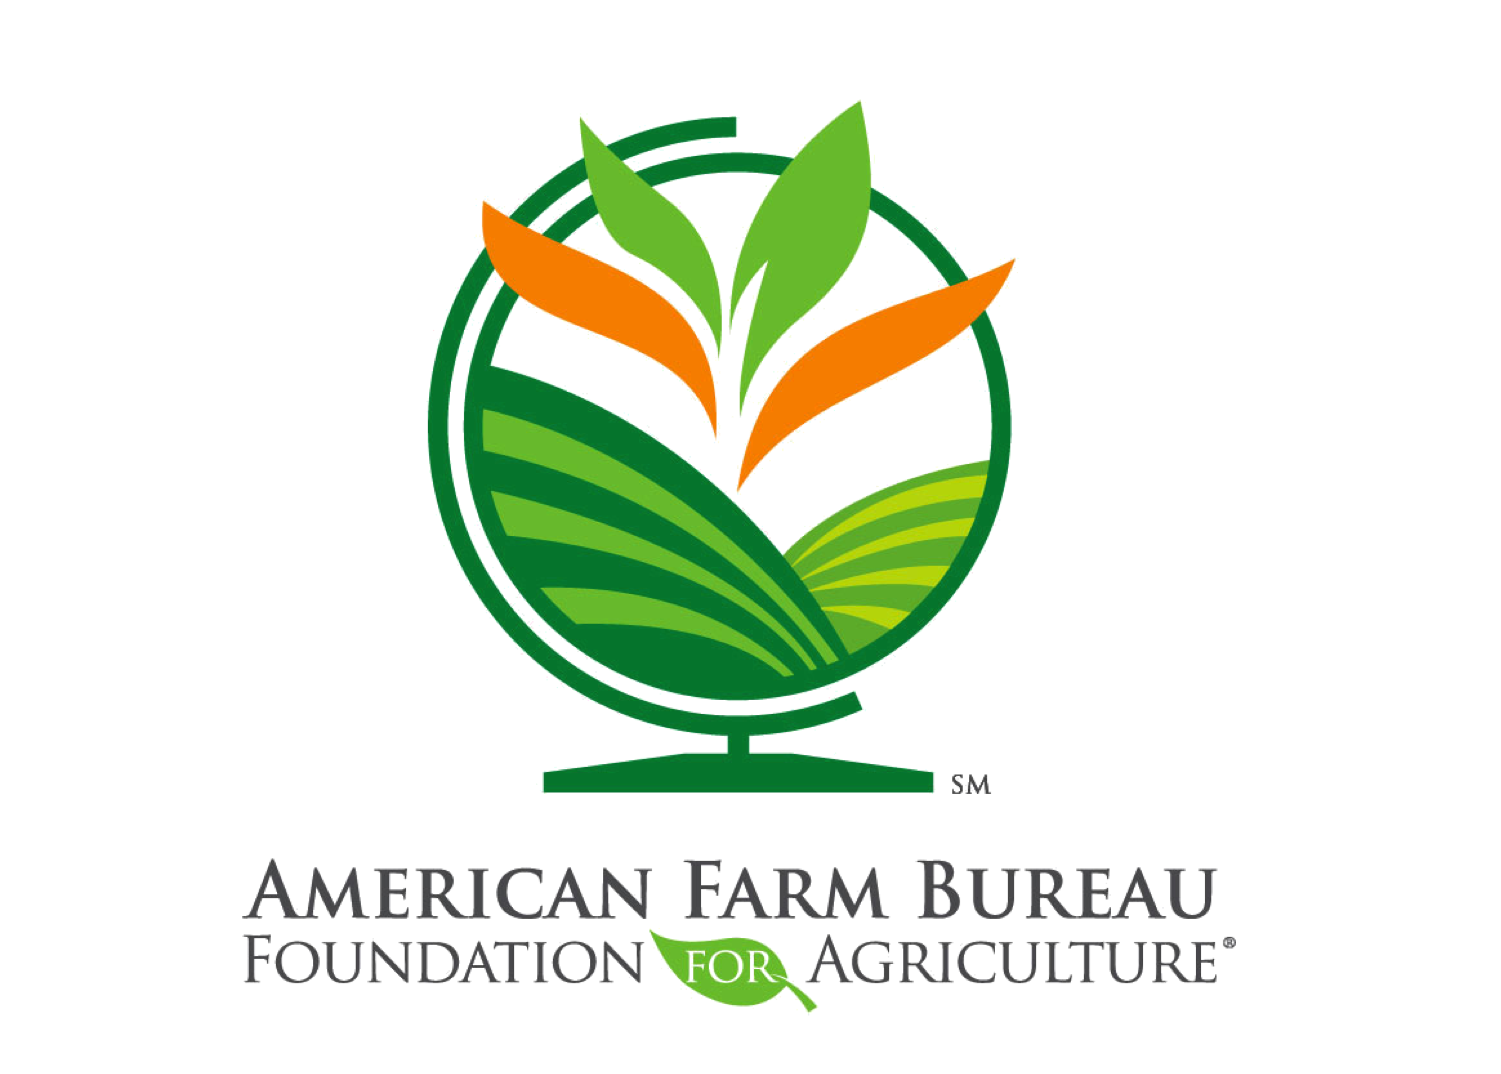 SM
AMERICAN FARM BUREAU
FOUNDATION FOR AGRICULTURE®